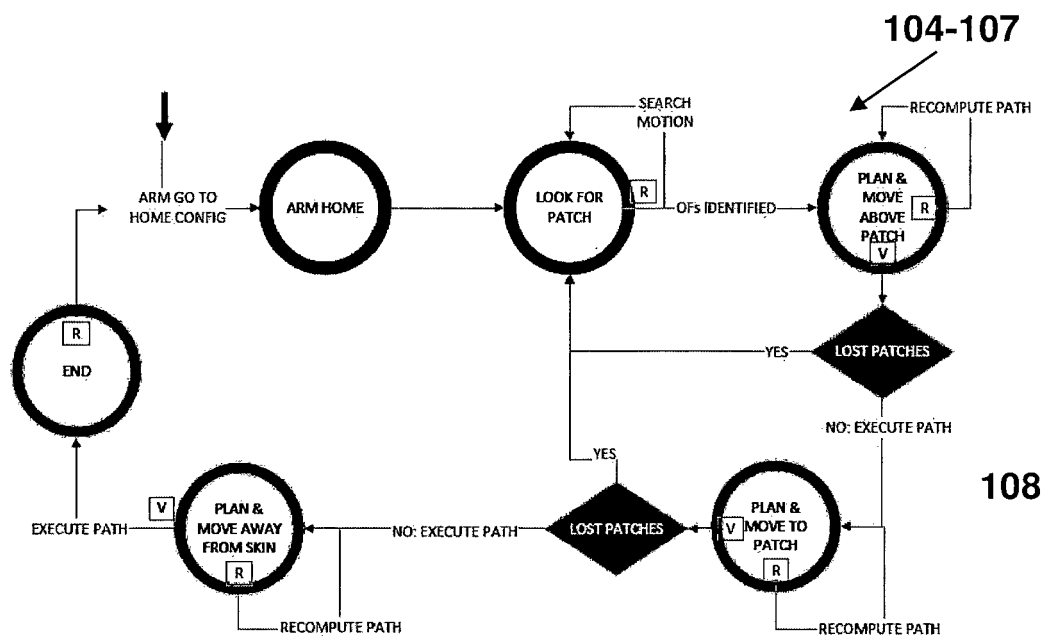 104-107
SEARCH
MOTION
RECOMPUTE PATH
ARM GO TO
HOME CONFIG
ARM HOME
LOOK FOR
PATCH
R
OFs IDENTIFIED
PLAN &
MOVE
ABOVE
PATCH
R
V
R
END
YES
LOST PATCHES
NO: EXECUTE PATH
YES
108
EXECUTE PATH
V
PLAN &
MOVE AWAY
FROM SKIN
R
NO: EXECUTE PATH
LOST PATCHES
V
PLAN &
MOVE TO
PATCH
R
RECOMPUTE PATH
RECOMPUTE PATH